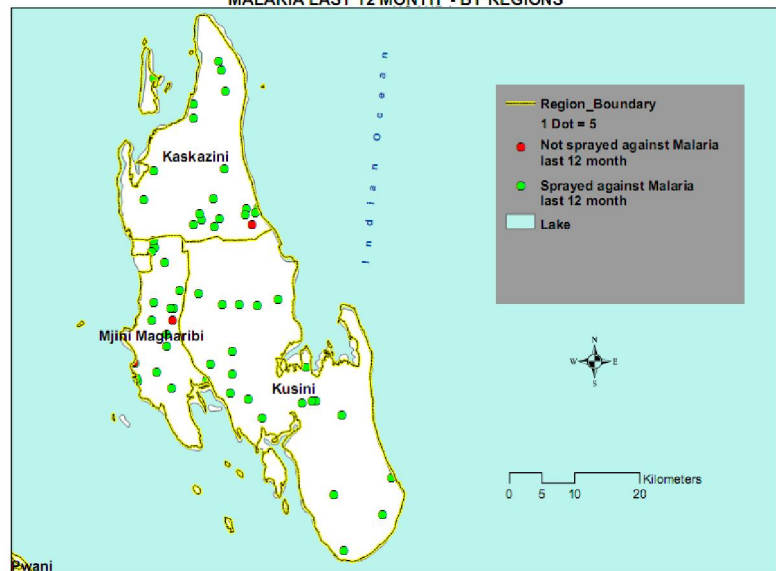 MALARIA LAST 12 MONTH - BY REGIONS
Indian Ocean
Region_Boundary
1 Dot = 5
Not sprayed against Malaria
last 12 month
Sprayed against Malaria
last 12 month
Lake
Kaskazini
Mjini Magharibi
Kusini
N
W E
S
Kilometers
0 5 10 20
Pwani